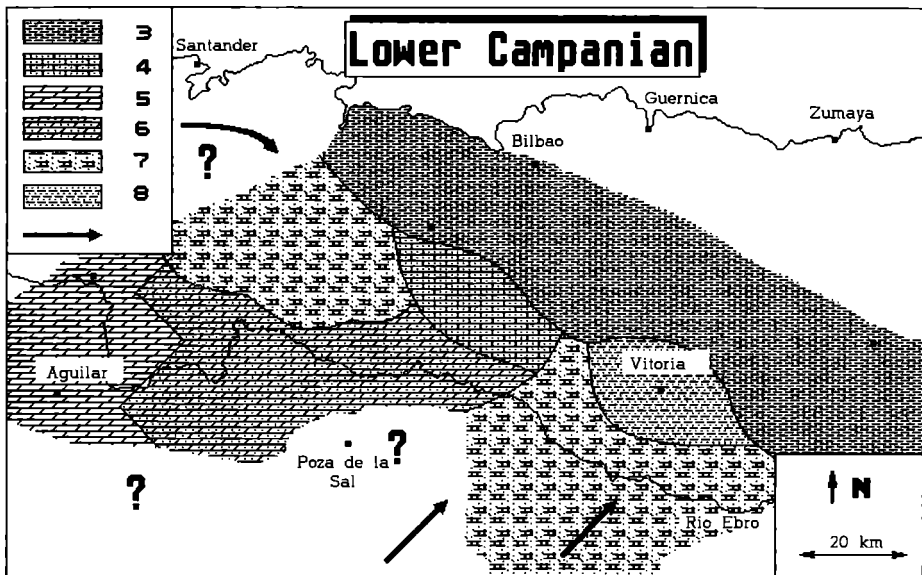 Lower Campanian
3
4
5
6
7
8
Santander
Guernica
Zumaya
Bilbao
?
Aguilar
Vitoria
Poza de la
Sal
?
?
Rio Ebro
N
20 km